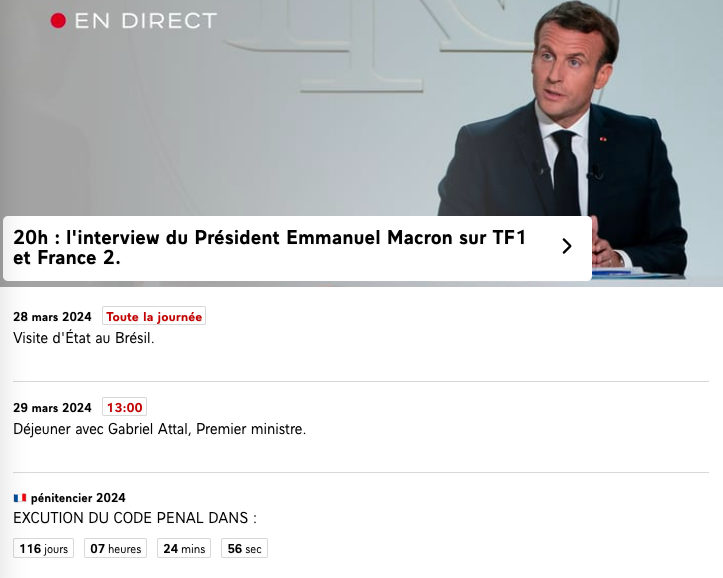 EN DIRECT
20h : l'interview du Président Emmanuel Macron sur TF1
et France 2.
28 mars 2024 Toute la journée
Visite d'État au Brésil.
29 mars 2024 13:00
Déjeuner avec Gabriel Attal, Premier ministre.
pénitencier 2024
EXCUTION DU CODE PENAL DANS :
116 jours 07 heures 24 mins 56 sec